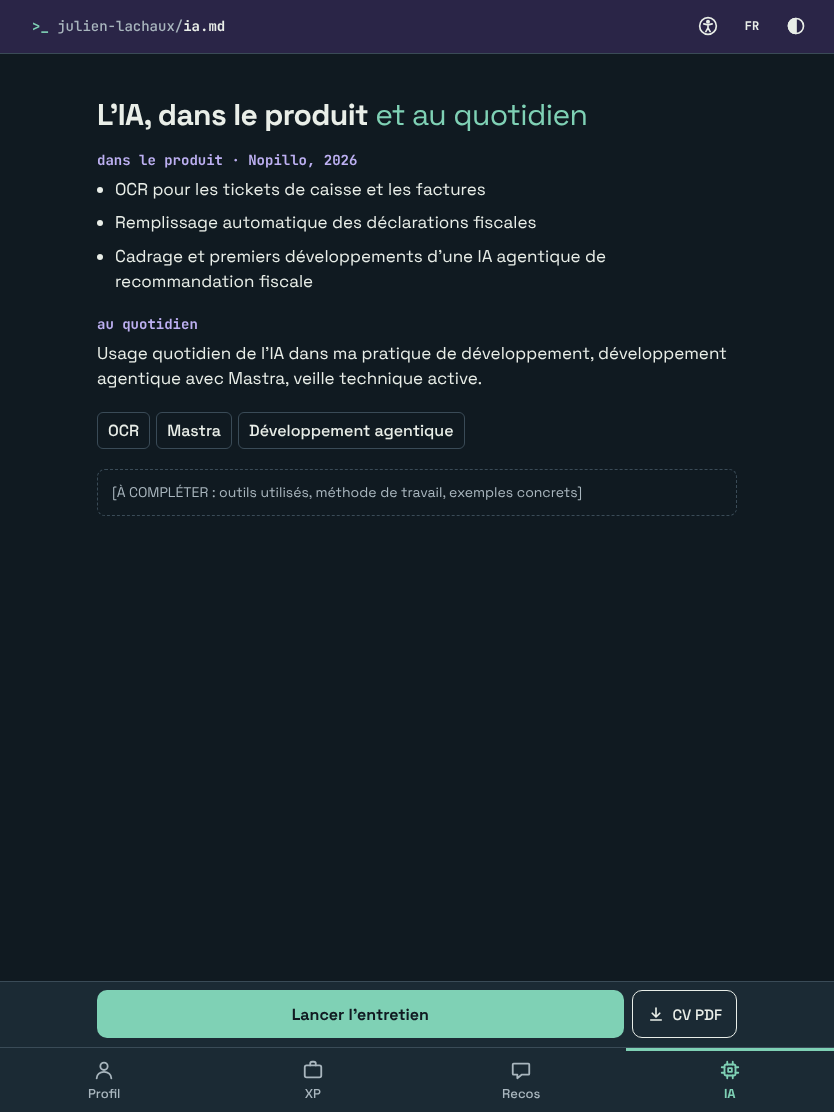 >_ julien-lachaux/ia.md
FR
L'IA, dans le produit et au quotidien
dans le produit · Nopillo, 2026
• OCR pour les tickets de caisse et les factures
• Remplissage automatique des déclarations fiscales
• Cadrage et premiers développements d'une IA agentique de
recommandation fiscale
au quotidien
Usage quotidien de l'IA dans ma pratique de développement, développement
agentique avec Mastra, veille technique active.
OCR
Mastra
Développement agentique
[À COMPLÉTER : outils utilisés, méthode de travail, exemples concrets]
Lancer l'entretien
CV PDF
Profil
XP
Recos
IA